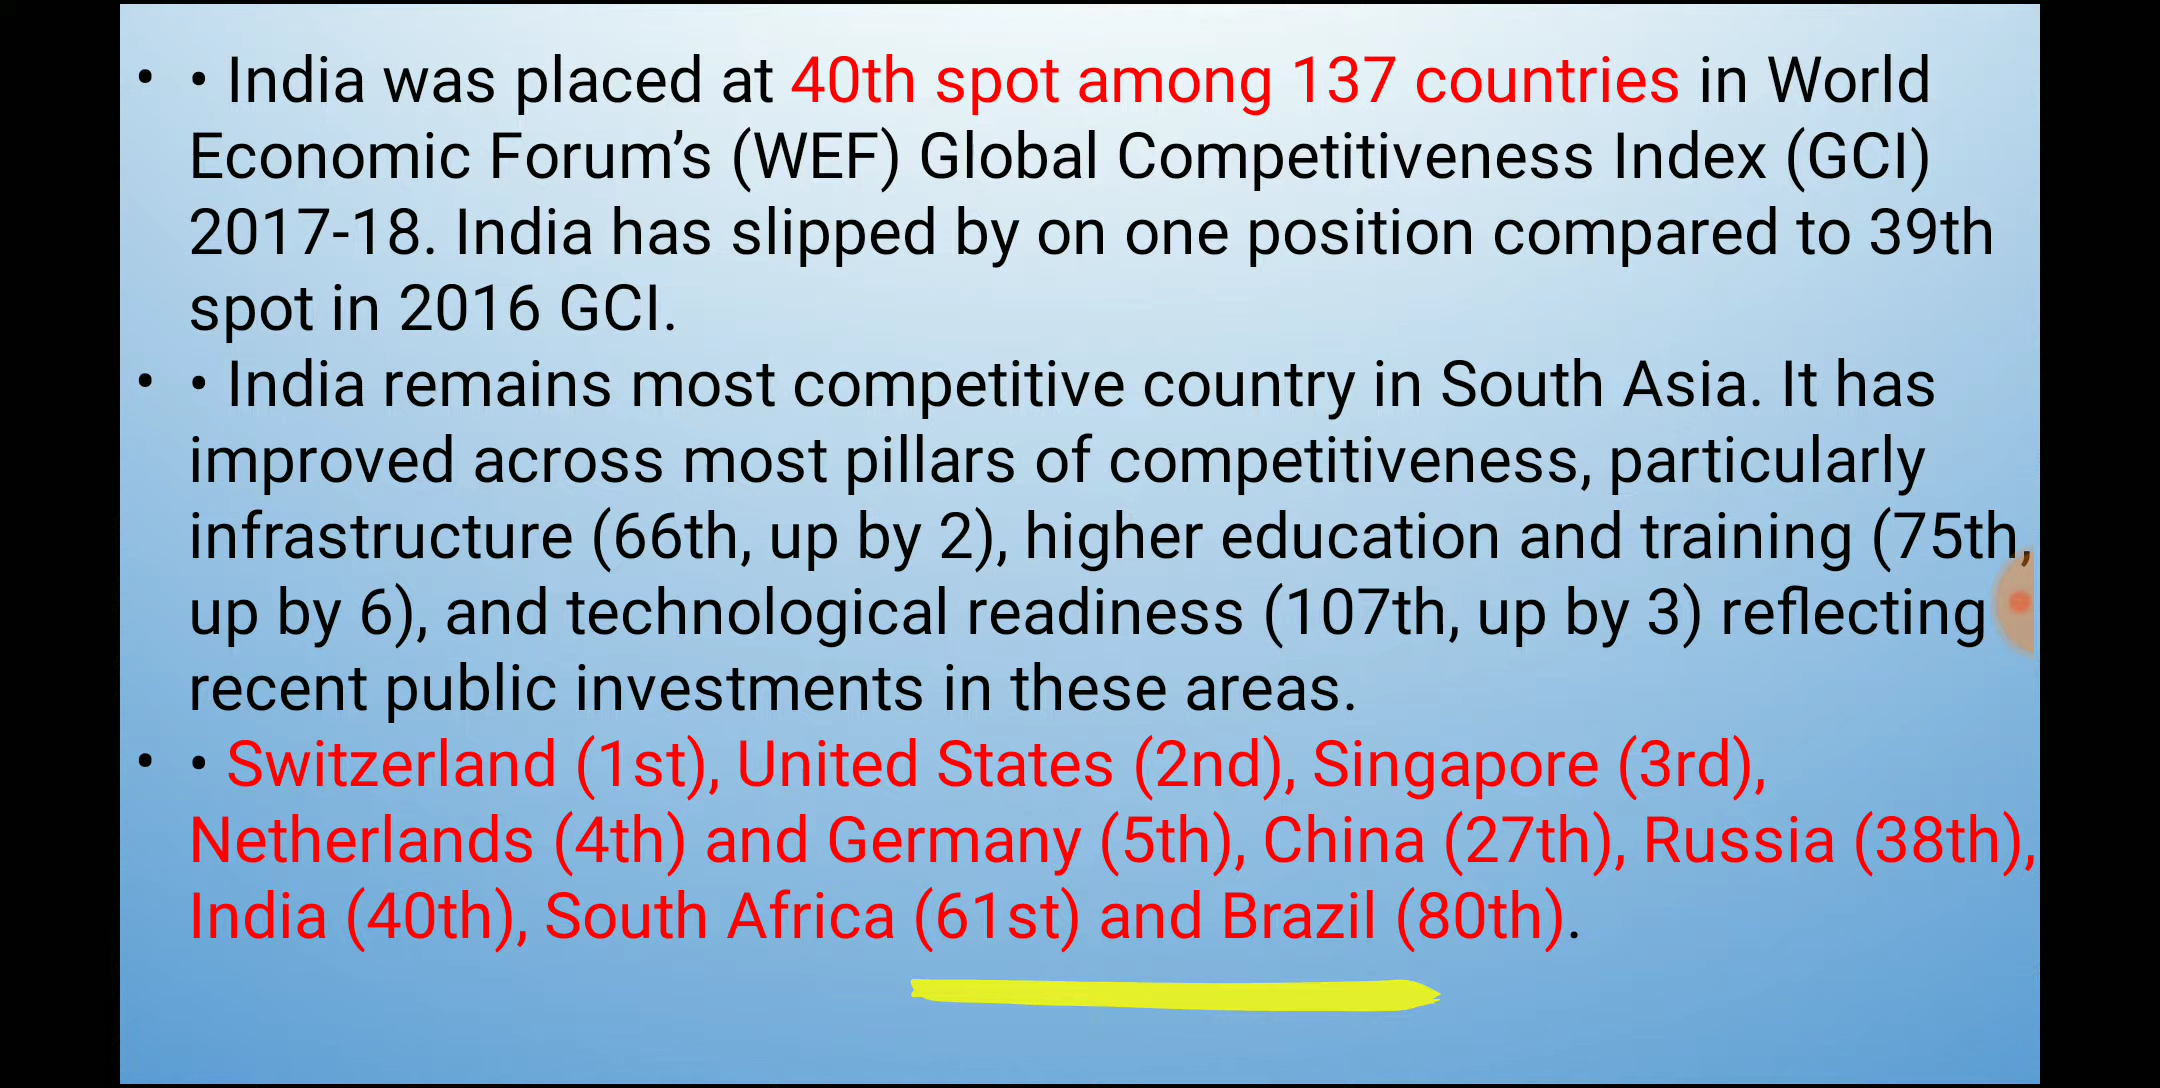 • • India was placed at 40th spot among 137 countries in World
Economic Forum’s (WEF) Global Competitiveness Index (GCI)
2017-18. India has slipped by on one position compared to 39th
spot in 2016 GCI.
• • India remains most competitive country in South Asia. It has
improved across most pillars of competitiveness, particularly
infrastructure (66th, up by 2), higher education and training (75th,
up by 6), and technological readiness (107th, up by 3) reflecting
recent public investments in these areas.
• • Switzerland (1st), United States (2nd), Singapore (3rd),
Netherlands (4th) and Germany (5th), China (27th), Russia (38th),
India (40th), South Africa (61st) and Brazil (80th).